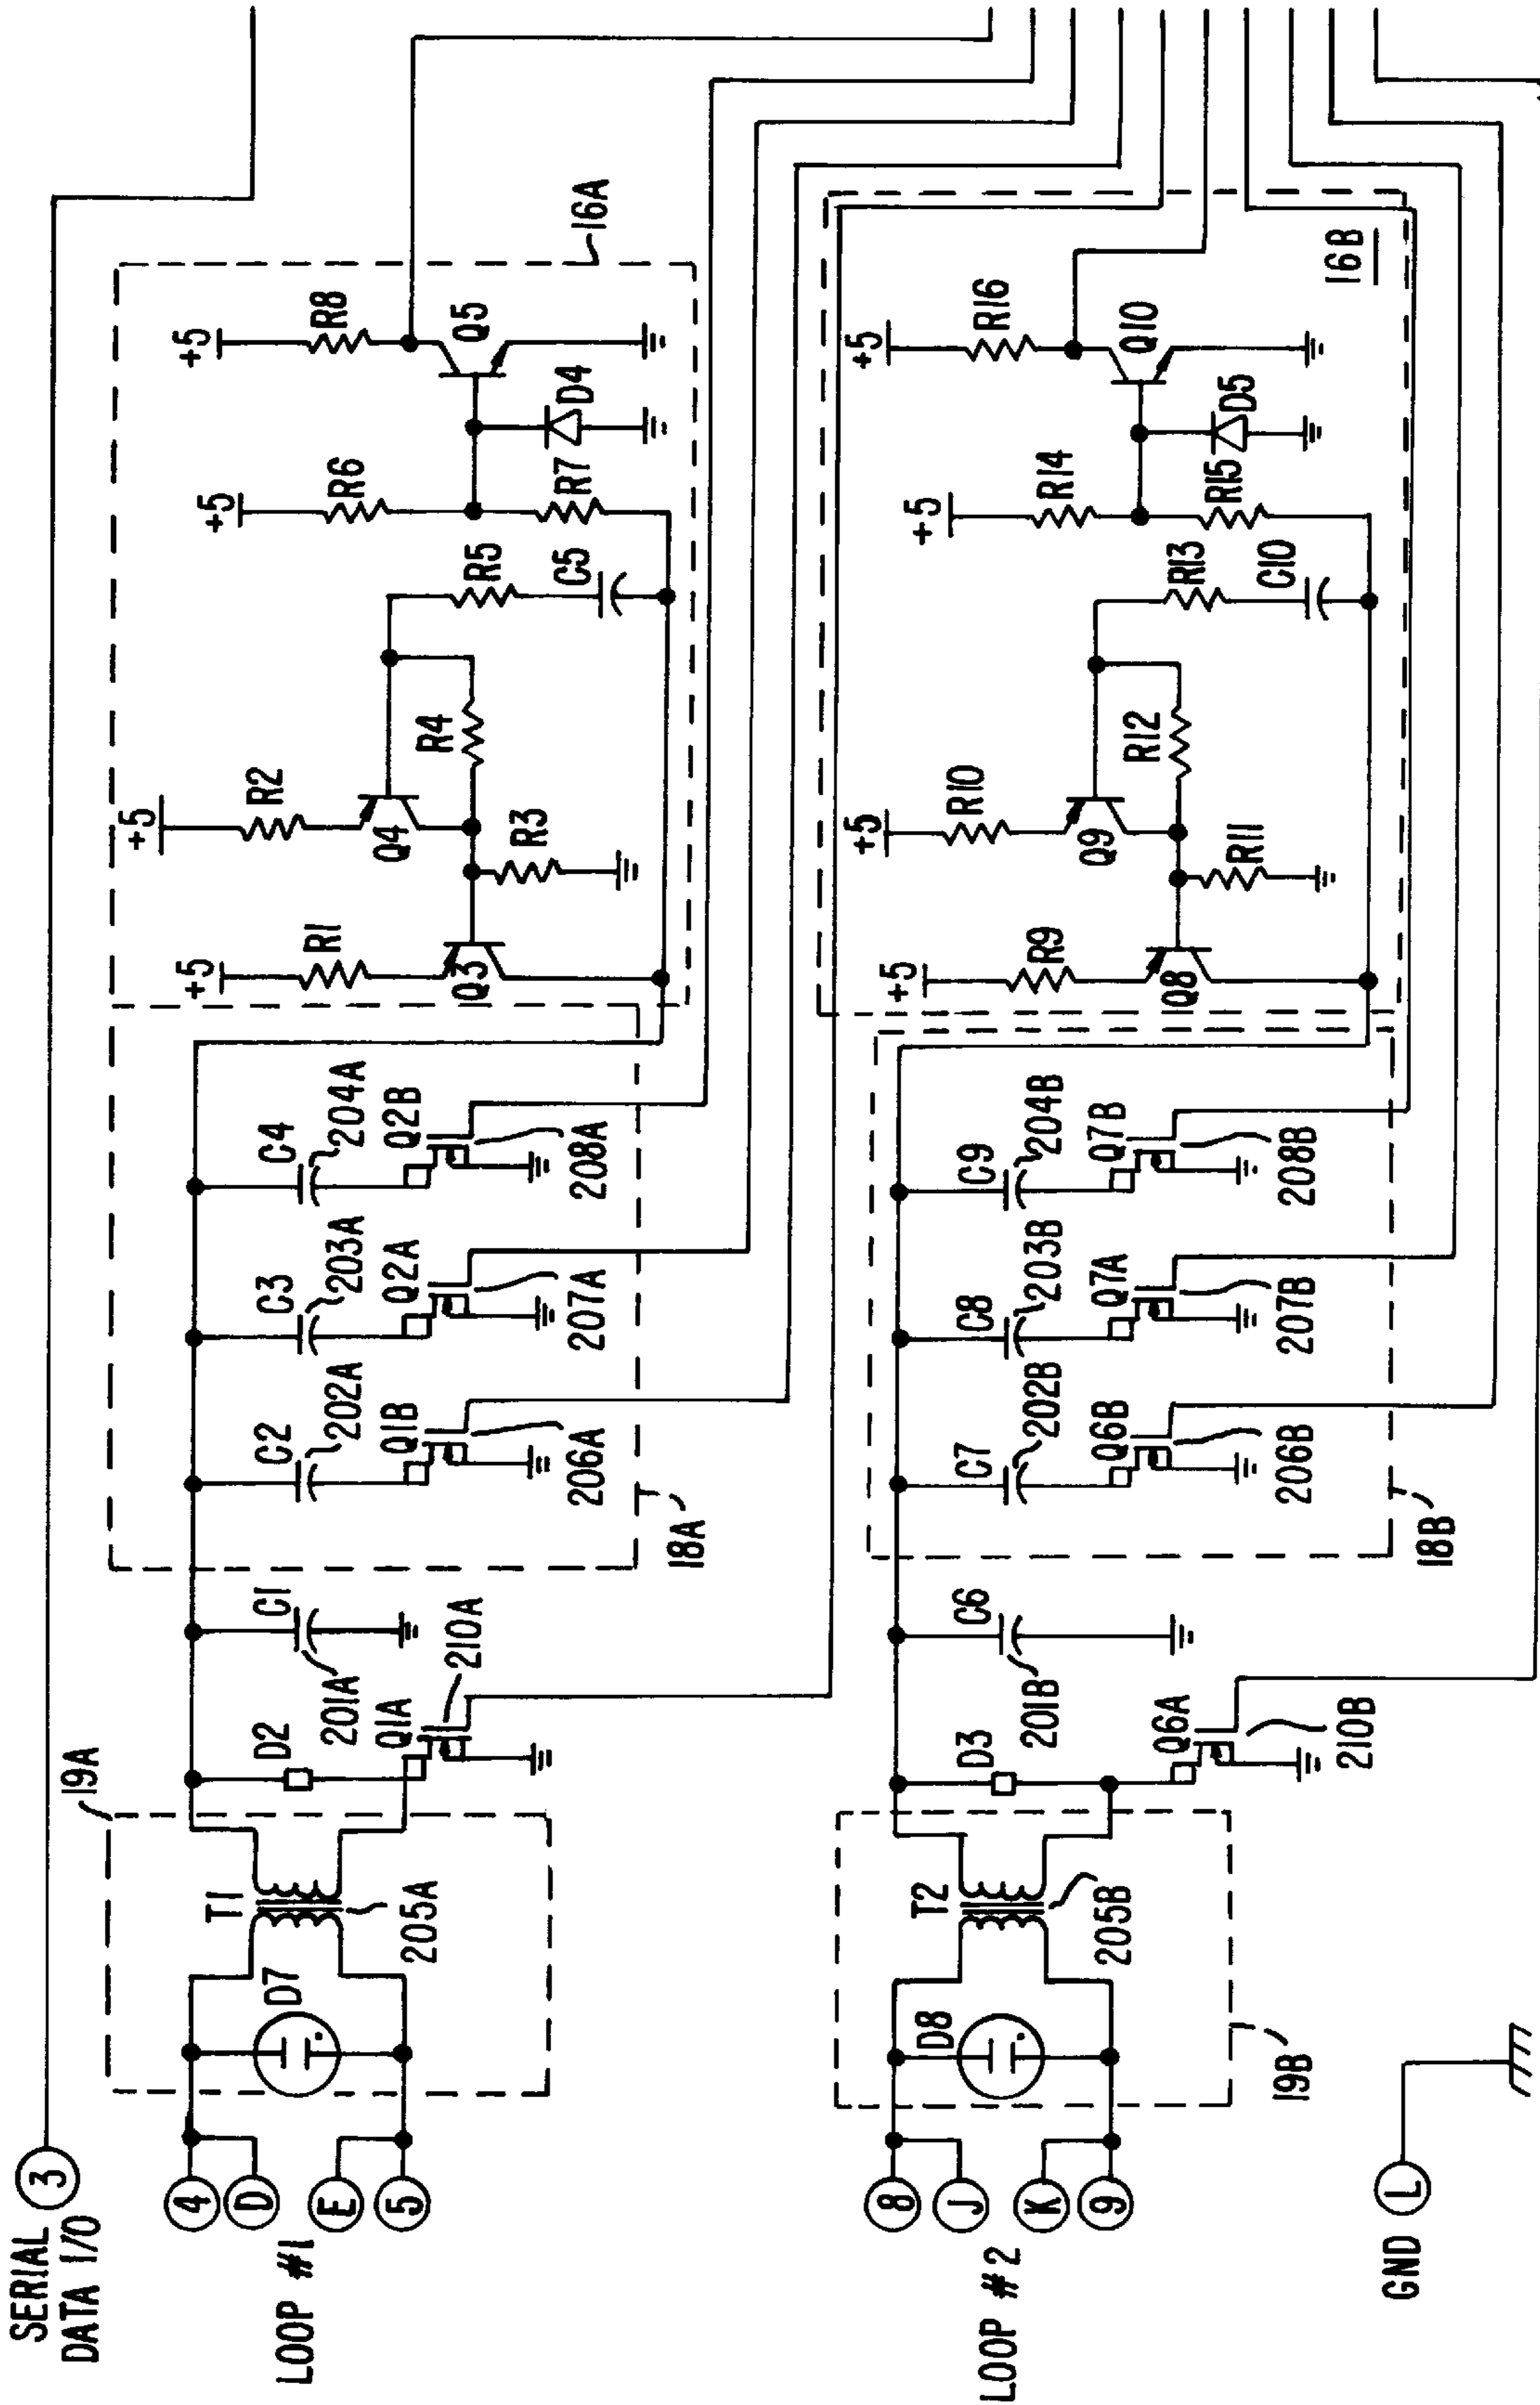 SERIAL
DATA I/O
3
4
D
E
5
LOOP #1
19A
D7
T1
205A
D2
Q1A
210A
C1
201A
18A
C2
202A
Q1B
206A
C3
203A
Q2A
207A
C4
204A
Q2B
208A
16A
+5
R1
Q3
+5
R2
Q4
R3
R4
R5
C5
+5
R6
R7
D4
+5
R8
Q5
8
J
K
9
LOOP #2
19B
D8
T2
205B
D3
Q6A
210B
C6
201B
18B
C7
202B
Q6B
206B
C8
203B
Q7A
207B
C9
204B
Q7B
208B
16B
+5
R9
Q8
+5
R10
Q9
R11
R12
R13
C10
+5
R14
R15
D5
+5
R16
Q10
GND L